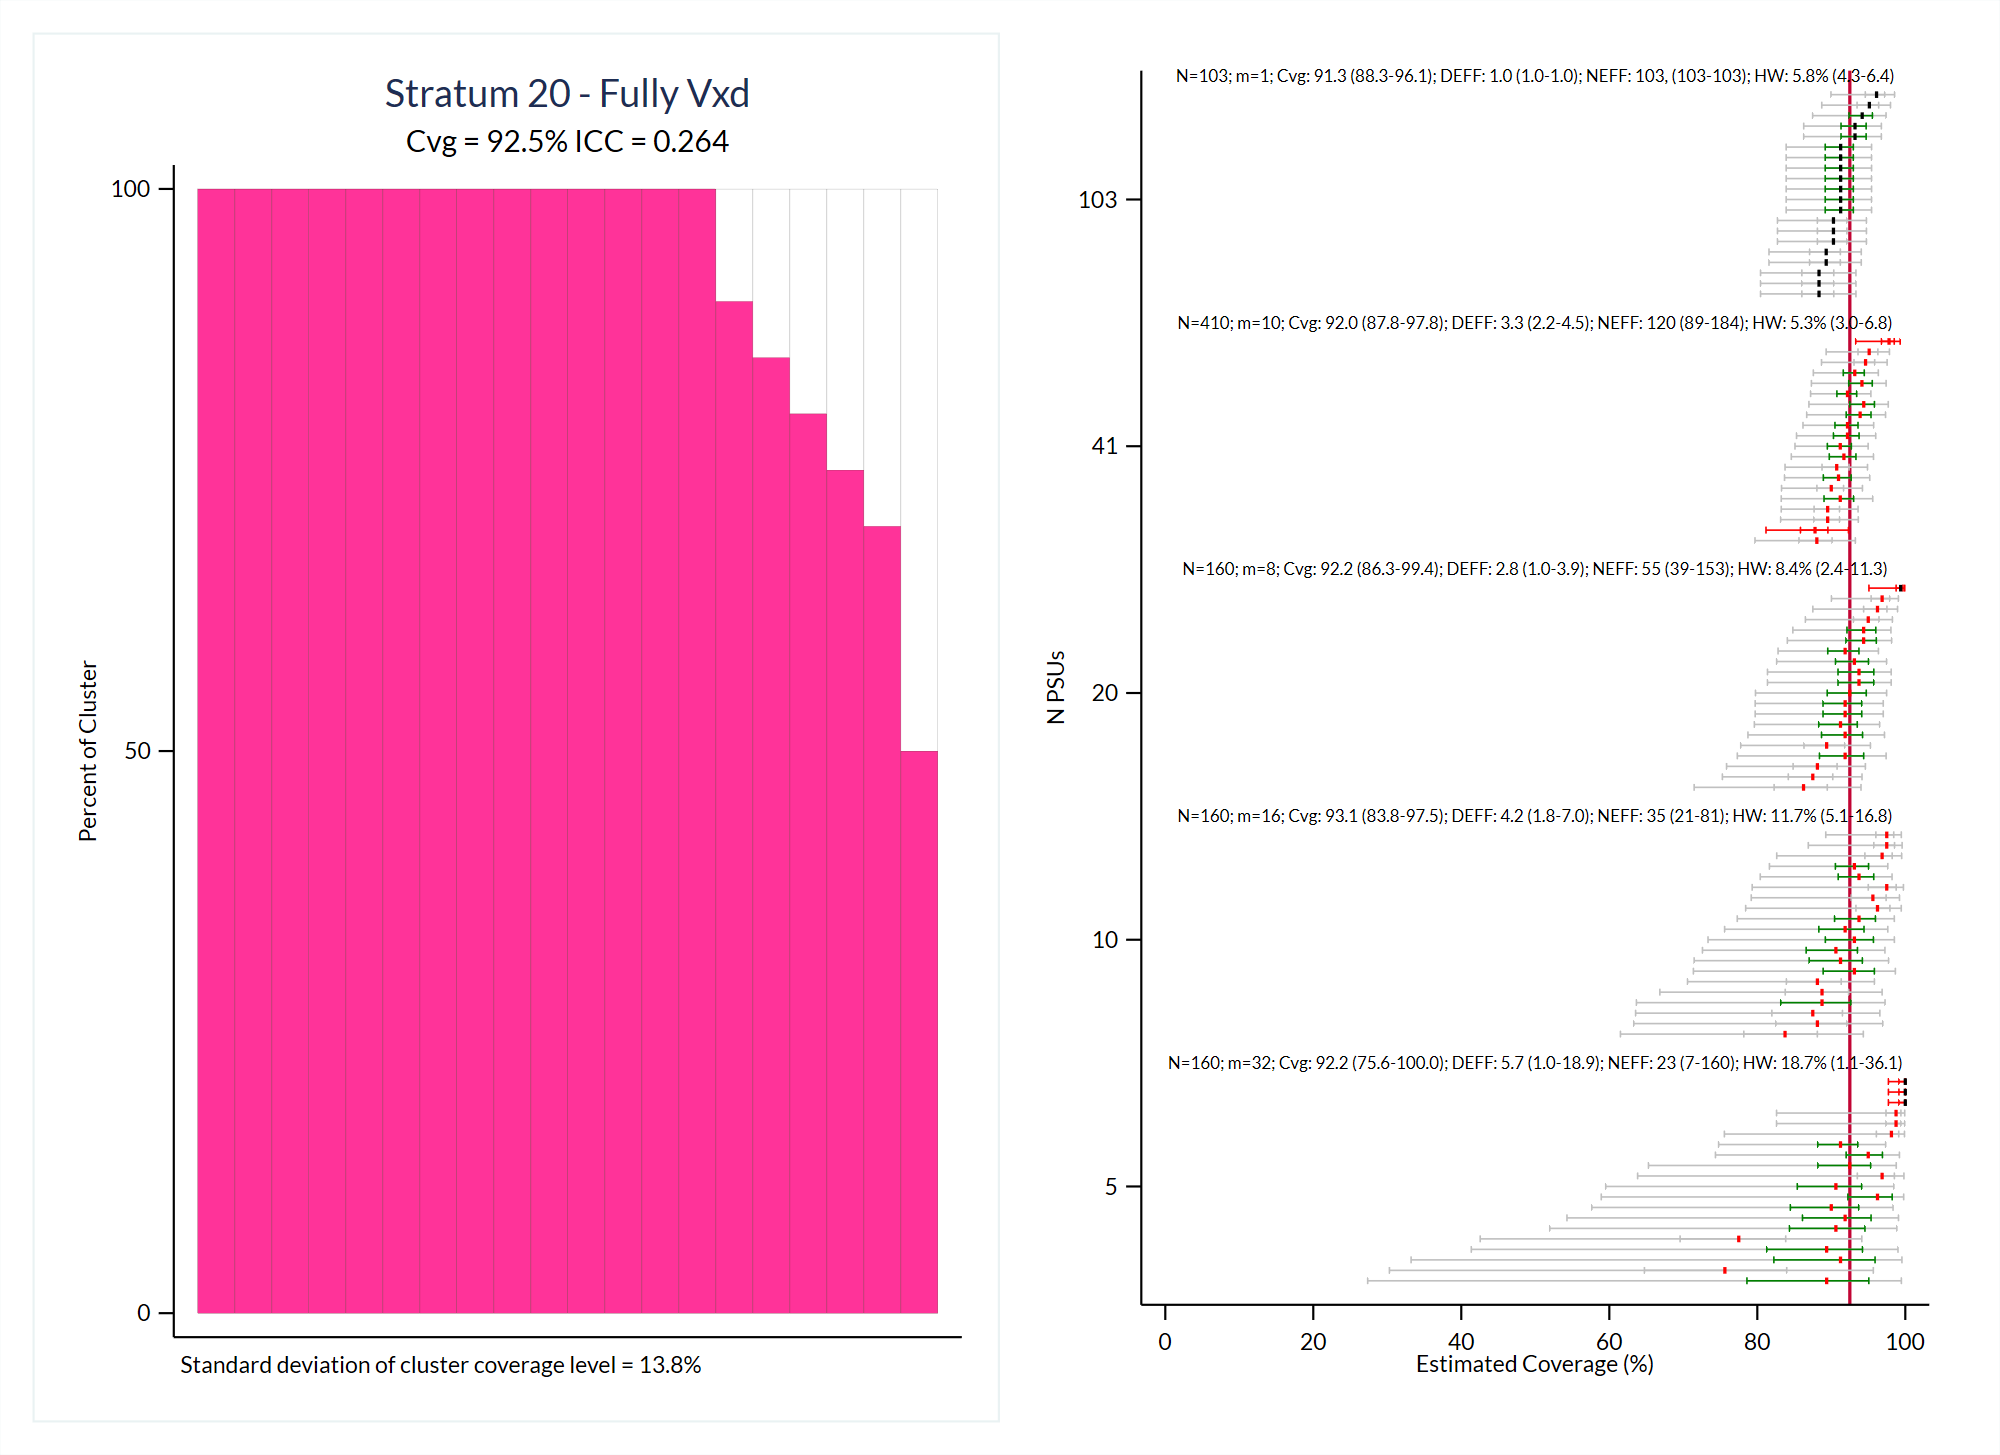 Stratum 20 - Fully Vxd
Cvg = 92.5% ICC = 0.264
100
50
0
Percent of Cluster
Standard deviation of cluster coverage level = 13.8%
N=103; m=1; Cvg: 91.3 (88.3-96.1); DEFF: 1.0 (1.0-1.0); NEFF: 103, (103-103); HW: 5.8% (4.3-6.4)
103
N=410; m=10; Cvg: 92.0 (87.8-97.8); DEFF: 3.3 (2.2-4.5); NEFF: 120 (89-184); HW: 5.3% (3.0-6.8)
41
N=160; m=8; Cvg: 92.2 (86.3-99.4); DEFF: 2.8 (1.0-3.9); NEFF: 55 (39-153); HW: 8.4% (2.4-11.3)
20
N PSUs
N=160; m=16; Cvg: 93.1 (83.8-97.5); DEFF: 4.2 (1.8-7.0); NEFF: 35 (21-81); HW: 11.7% (5.1-16.8)
10
N=160; m=32; Cvg: 92.2 (75.6-100.0); DEFF: 5.7 (1.0-18.9); NEFF: 23 (7-160); HW: 18.7% (1.1-36.1)
5
0 20 40 60 80 100
Estimated Coverage (%)